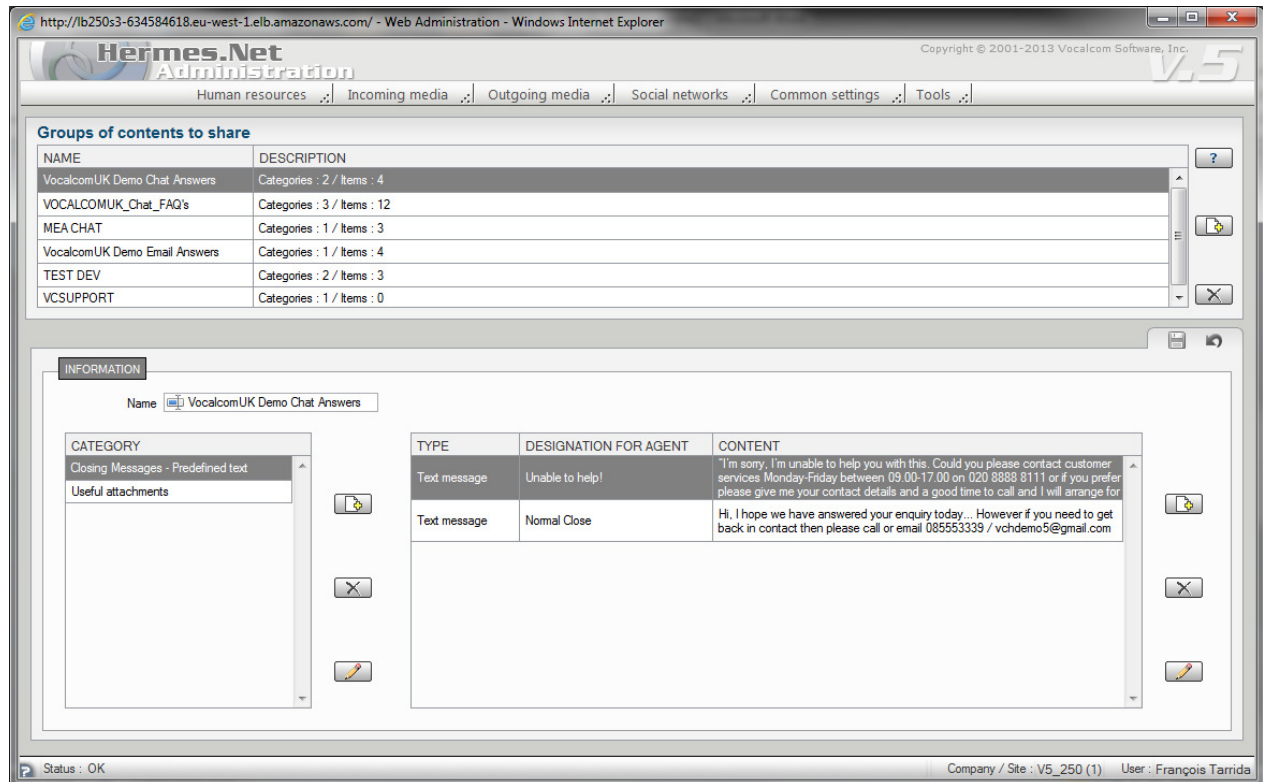 http://lb250s3-634584618.eu-west-1.elb.amazonaws.com/ - Web Administration - Windows Internet Explorer
Hermes.Net
Administration
Copyright © 2001-2013 Vocalcom Software, Inc.
V.5
Human resources Incoming media Outgoing media Social networks Common settings Tools
Groups of contents to share
NAME DESCRIPTION
VocalcomUK Demo Chat Answers Categories : 2 / Items : 4
VOCALCOMUK_Chat_FAQ's Categories : 3 / Items : 12
MEA CHAT Categories : 1 / Items : 3
VocalcomUK Demo Email Answers Categories : 1 / Items : 4
TEST DEV Categories : 2 / Items : 3
VCSUPPORT Categories : 1 / Items : 0
?
INFORMATION
Name VocalcomUK Demo Chat Answers
CATEGORY
Closing Messages - Predefined text
Useful attachments
TYPE DESIGNATION FOR AGENT CONTENT
Text message Unable to help! "I'm sorry, I'm unable to help you with this. Could you please contact customer
services Monday-Friday between 09.00-17.00 on 020 8888 8111 or if you prefer
please give me your contact details and a good time to call and I will arrange for
Text message Normal Close Hi, I hope we have answered your enquiry today... However if you need to get
back in contact then please call or email 085553339 / vchdemo5@gmail.com
Status : OK
Company / Site : V5_250 (1) User : François Tarrida